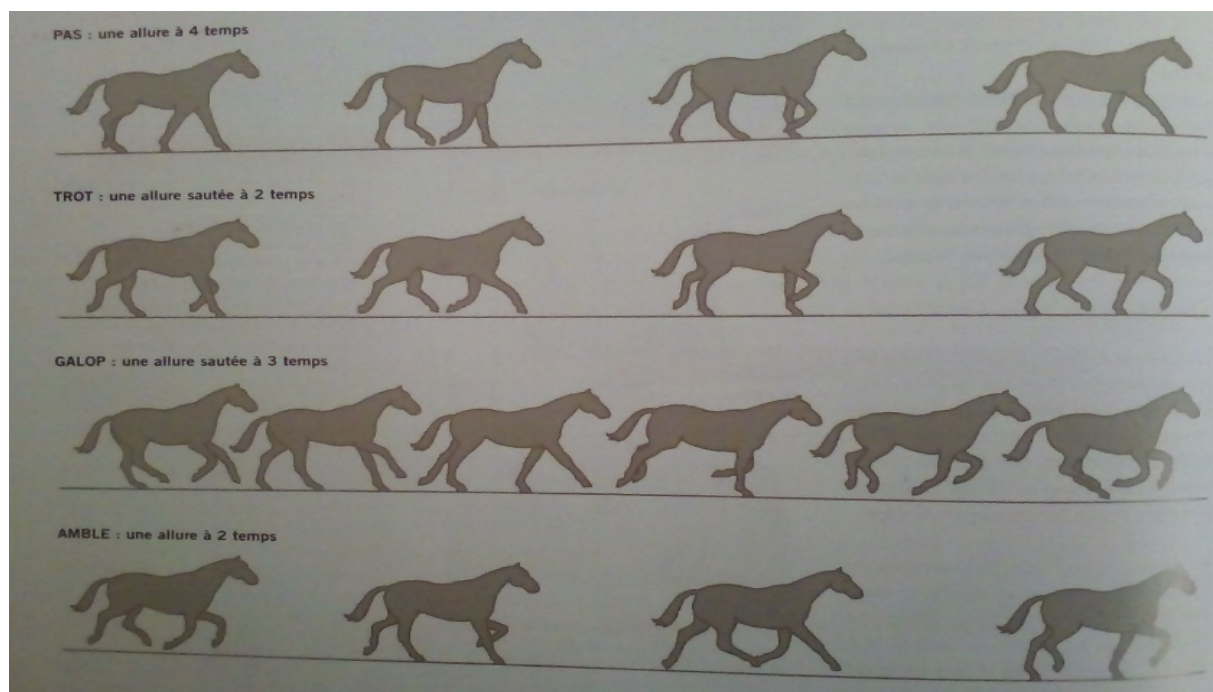 PAS : une allure à 4 temps
TROT : une allure sautée à 2 temps
GALOP : une allure sautée à 3 temps
AMBLE : une allure à 2 temps